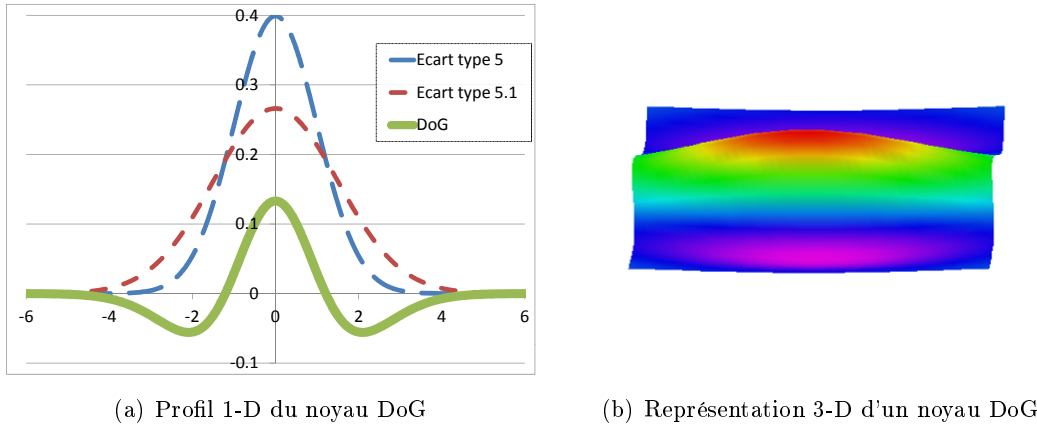 0.4
0.3
0.2
0.1
0
-0.1
-6
-4
-2
0
2
4
6
Ecart type 5
Ecart type 5.1
DoG
(a) Profil 1-D du noyau DoG
(b) Représentation 3-D d'un noyau DoG